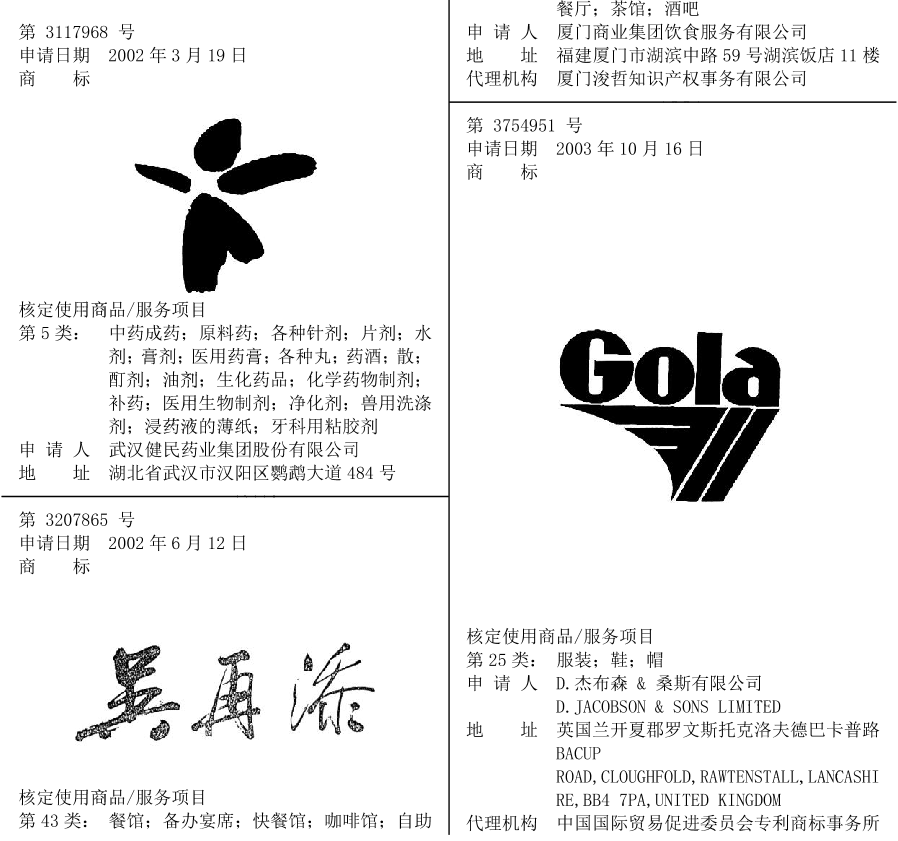 第 3117968 号
申请日期 2002 年 3 月 19 日
商 标
核定使用商品/服务项目
第 5 类： 中药成药；原料药；各种针剂；片剂；水
剂；膏剂；医用药膏；各种丸；药酒；散；
酊剂；油剂；生化药品；化学药物制剂；
补药；医用生物制剂；净化剂；兽用洗涤
剂；浸药液的薄纸；牙科用粘胶剂
申 请 人 武汉健民药业集团股份有限公司
地 址 湖北省武汉市汉阳区鹦鹉大道 484 号
第 3207865 号
申请日期 2002 年 6 月 12 日
商 标
吴再添
核定使用商品/服务项目
第 43 类： 餐馆；备办宴席；快餐馆；咖啡馆；自助
餐厅；茶馆；酒吧
申 请 人 厦门商业集团饮食服务有限公司
地 址 福建厦门市湖滨中路 59 号湖滨饭店 11 楼
代理机构 厦门浚哲知识产权事务有限公司
第 3754951 号
申请日期 2003 年 10 月 16 日
商 标
Gola
核定使用商品/服务项目
第 25 类： 服装；鞋；帽
申 请 人 D.杰布森 & 桑斯有限公司
D.JACOBSON & SONS LIMITED
地 址 英国兰开夏郡罗文斯托克洛夫德巴卡普路
BACUP
ROAD,CLOUGHFOLD,RAWTENSTALL,LANCASHI
RE,BB4 7PA,UNITED KINGDOM
代理机构 中国国际贸易促进委员会专利商标事务所